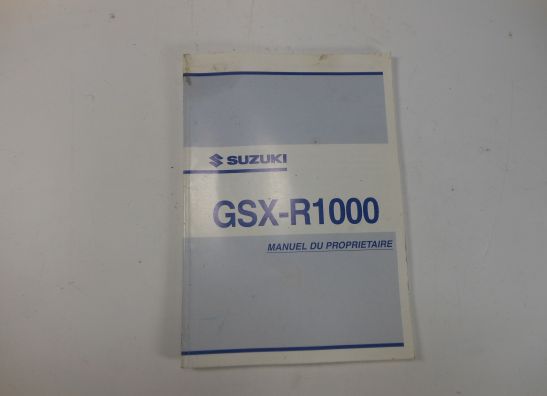 SUZUKI
GSX-R1000
MANUEL DU PROPRIETAIRE